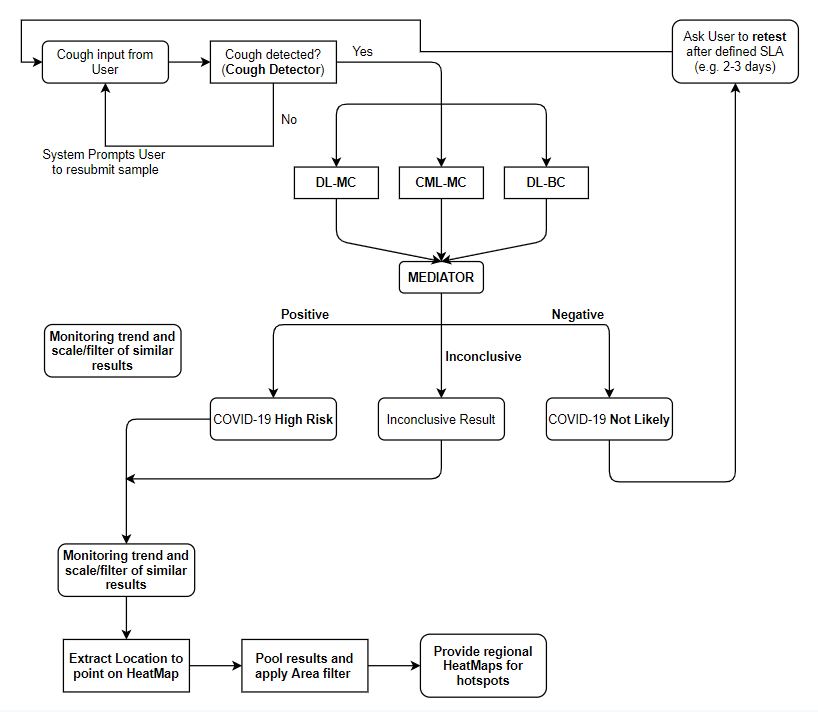 Cough input from
User
Cough detected?
(Cough Detector)
Yes
Ask User to retest
after defined SLA
(e.g. 2-3 days)
No
System Prompts User
to resubmit sample
DL-MC
CML-MC
DL-BC
MEDIATOR
Positive
Negative
Inconclusive
Monitoring trend and
scale/filter of similar
results
COVID-19 High Risk
Inconclusive Result
COVID-19 Not Likely
Monitoring trend and
scale/filter of similar
results
Extract Location to
point on HeatMap
Pool results and
apply Area filter
Provide regional
HeatMaps for
hotspots